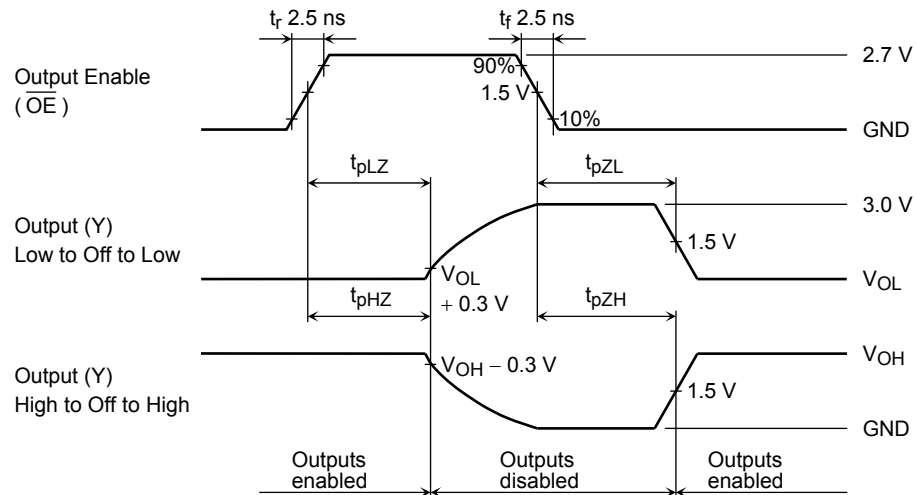 tr 2.5 ns
tf 2.5 ns
2.7 V
90%
Output Enable
( OE )
1.5 V
10%
GND
tpLZ
tpZL
3.0 V
Output (Y)
Low to Off to Low
1.5 V
VOL
+ 0.3 V
VOL
tpHZ
tpZH
VOH
VOH − 0.3 V
Output (Y)
High to Off to High
1.5 V
GND
Outputs
enabled
Outputs
disabled
Outputs
enabled